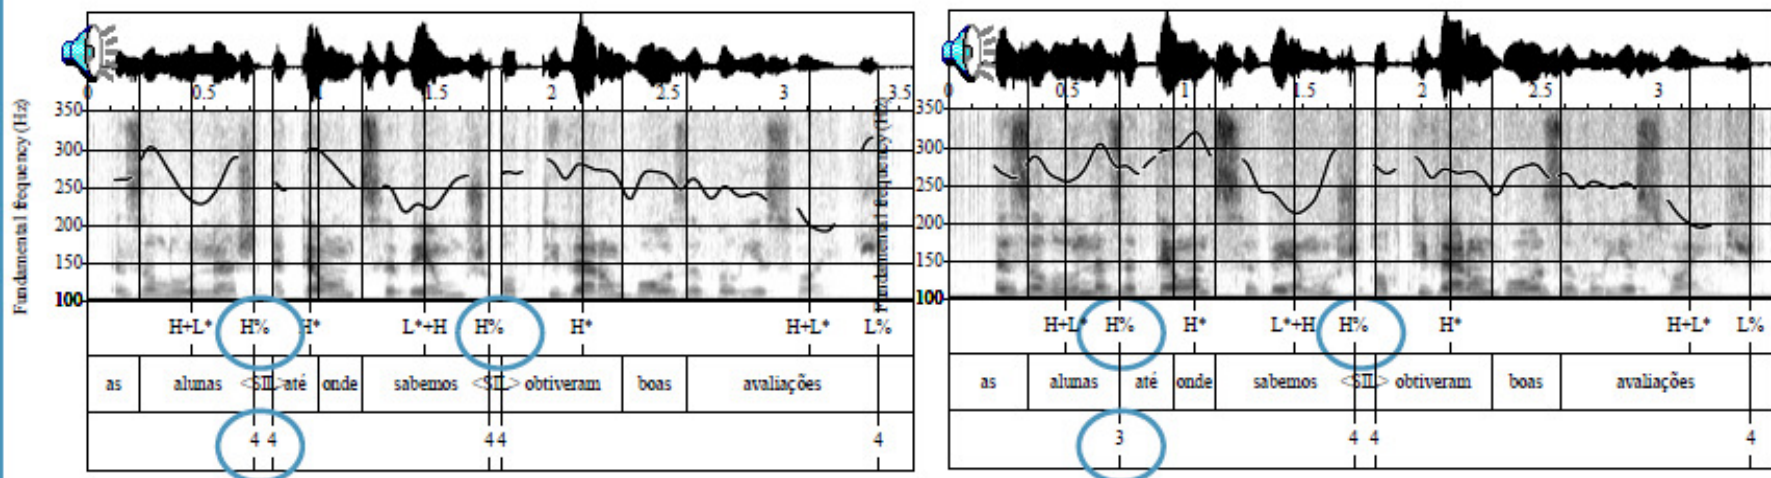 0 0.5 1 1.5 2 2.5 3 3.5
Fundamental frequency (Hz)
350
300
250
200
150
100
H+L* H% H* L*+H H% H* H+L* L%
as alunas <SIL> até onde sabemos <SIL> obtiveram boas avaliações
4 4 4 4 4
0 0.5 1 1.5 2 2.5 3
Fundamental frequency (Hz)
350
300
250
200
150
100
H+L* H% H* L*+H H% H* H+L* L%
as alunas até onde sabemos <SIL> obtiveram boas avaliações
3 4 4 4